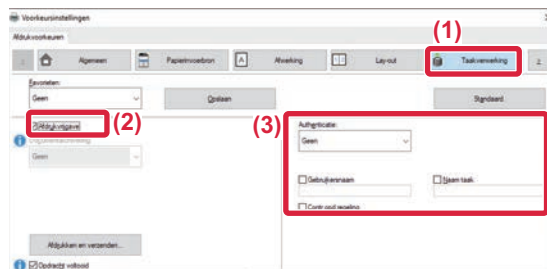 Voorkeursinstellingen
Afdrukvoorkeuren
(1)
Algemeen
Papierinvoerbron
Afwerking
Lay-out
Taakverwerking
Favorieten:
Geen
Opslaan
Standaard
Afdrukvrijgave
(2)
(3)
Authenticatie:
Geen
Geen
Gebruikersnaam
Naam taak
Afdrukken en verzenden...
Opdracht voltooid